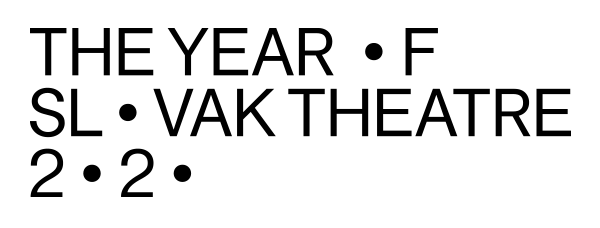 THE YEAR • F
SL • VAK THEATRE
2 • 2 •